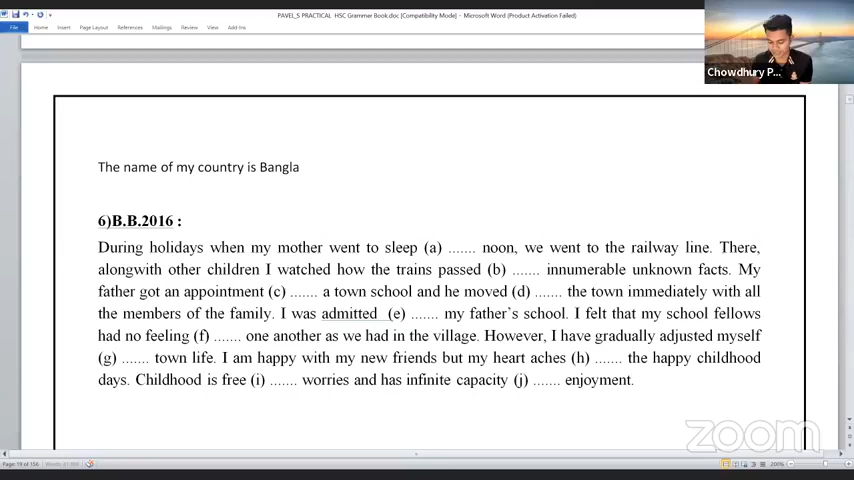 PAVEL_S PRACTICAL HSC Grammer Book.doc [Compatibility Mode] - Microsoft Word (Product Activation Failed)
File Home Insert Page Layout References Mailings Review View Add-Ins
Chowdhury P...
The name of my country is Bangla
6)B.B.2016 :
During holidays when my mother went to sleep (a) ....... noon, we went to the railway line. There,
alongwith other children I watched how the trains passed (b) ....... innumerable unknown facts. My
father got an appointment (c) ....... a town school and he moved (d) ....... the town immediately with all
the members of the family. I was admitted (e) ....... my father`s school. I felt that my school fellows
had no feeling (f) ....... one another as we had in the village. However, I have gradually adjusted myself
(g) ....... town life. I am happy with my new friends but my heart aches (h) ....... the happy childhood
days. Childhood is free (i) ....... worries and has infinite capacity (j) ....... enjoyment.
zoom
Page: 19 of 156
200%